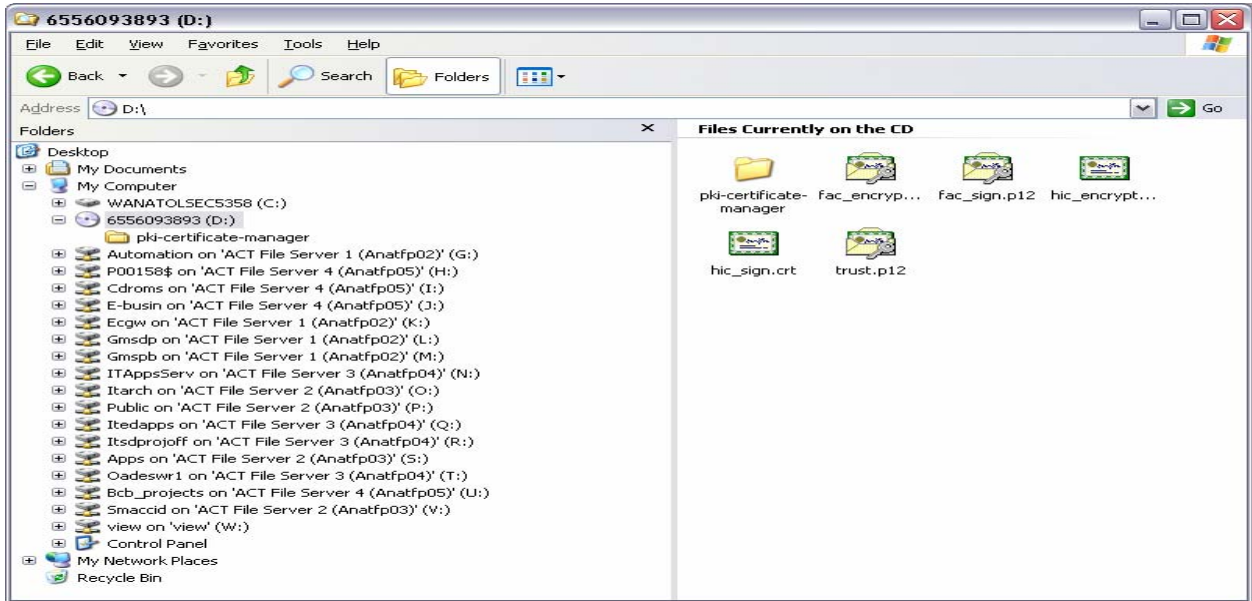 6556093893 (D:)
File Edit View Favorites Tools Help
Back Search Folders
Address D:\ Go
Folders
Desktop
My Documents
My Computer
WANATOLSEC5358 (C:)
6556093893 (D:)
pki-certificate-manager
Automation on 'ACT File Server 1 (Anatfp02)' (G:)
P00158$ on 'ACT File Server 4 (Anatfp05)' (H:)
Cdroms on 'ACT File Server 4 (Anatfp05)' (I:)
E-busin on 'ACT File Server 4 (Anatfp05)' (J:)
Ecgw on 'ACT File Server 1 (Anatfp02)' (K:)
Gmsdp on 'ACT File Server 1 (Anatfp02)' (L:)
Gmspb on 'ACT File Server 1 (Anatfp02)' (M:)
ITAppsServ on 'ACT File Server 3 (Anatfp04)' (N:)
Itarch on 'ACT File Server 2 (Anatfp03)' (O:)
Public on 'ACT File Server 2 (Anatfp03)' (P:)
Itedapps on 'ACT File Server 3 (Anatfp04)' (Q:)
Itsdprojoff on 'ACT File Server 3 (Anatfp04)' (R:)
Apps on 'ACT File Server 2 (Anatfp03)' (S:)
Oadeswr1 on 'ACT File Server 3 (Anatfp04)' (T:)
Bcb_projects on 'ACT File Server 4 (Anatfp05)' (U:)
Smaccid on 'ACT File Server 2 (Anatfp03)' (V:)
view on 'view' (W:)
Control Panel
My Network Places
Recycle Bin
Files Currently on the CD
pki-certificate-manager
fac_encryp...
fac_sign.p12
hic_encrypt...
hic_sign.crt
trust.p12